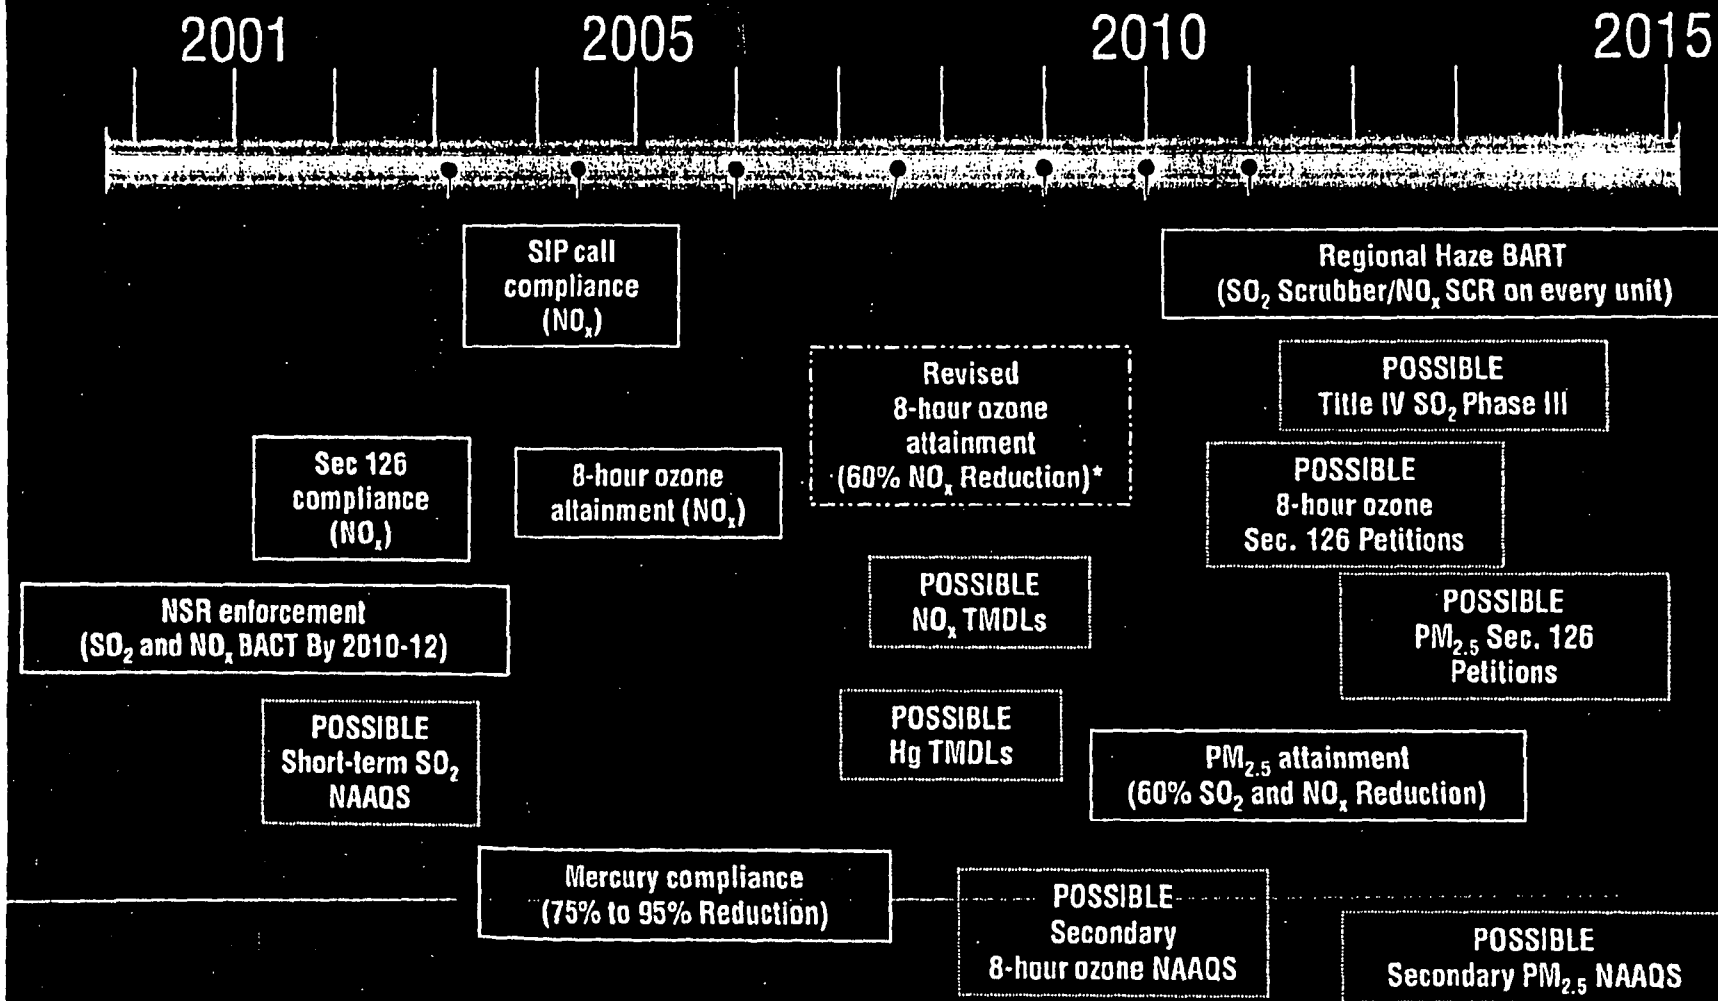 2001 2005 2010 2015
SIP call
compliance
(NOx)
Regional Haze BART
(SO2 Scrubber/NOx SCR on every unit)
Revised
8-hour ozone
attainment
(60% NOx Reduction)*
POSSIBLE
Title IV SO2 Phase III
Sec 126
compliance
(NOx)
8-hour ozone
attainment (NOx)
POSSIBLE
8-hour ozone
Sec. 126 Petitions
NSR enforcement
(SO2 and NOx BACT By 2010-12)
POSSIBLE
NOx TMDLs
POSSIBLE
PM2.5 Sec. 126
Petitions
POSSIBLE
Short-term SO2
NAAQS
POSSIBLE
Hg TMDLs
PM2.5 attainment
(60% SO2 and NOx Reduction)
Mercury compliance
(75% to 95% Reduction)
POSSIBLE
Secondary
8-hour ozone NAAQS
POSSIBLE
Secondary PM2.5 NAAQS